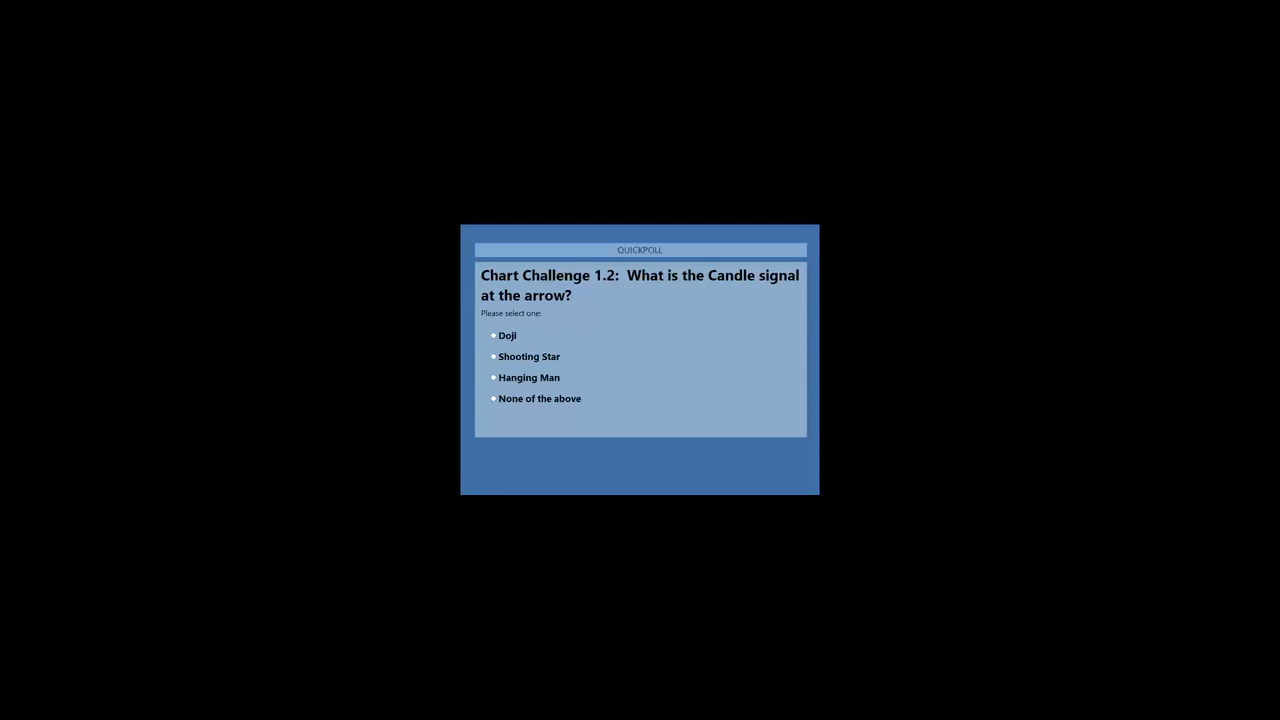 QUICKPOLL
Chart Challenge 1.2:  What is the Candle signal
at the arrow?
Please select one:
Doji
Shooting Star
Hanging Man
None of the above